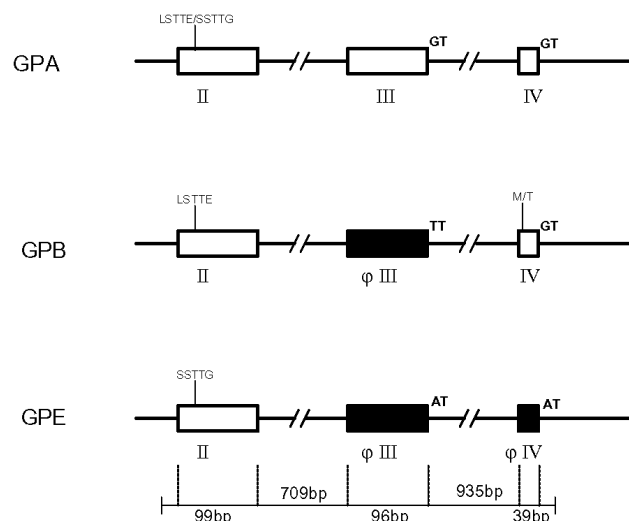 LSTTE/SSTTG
GPA
GT
GT
II
III
IV
LSTTE
M/T
GPB
TT
GT
II
φ III
IV
SSTTG
GPE
AT
AT
II
φ III
φ IV
709bp
935bp
99bp
96bp
39bp